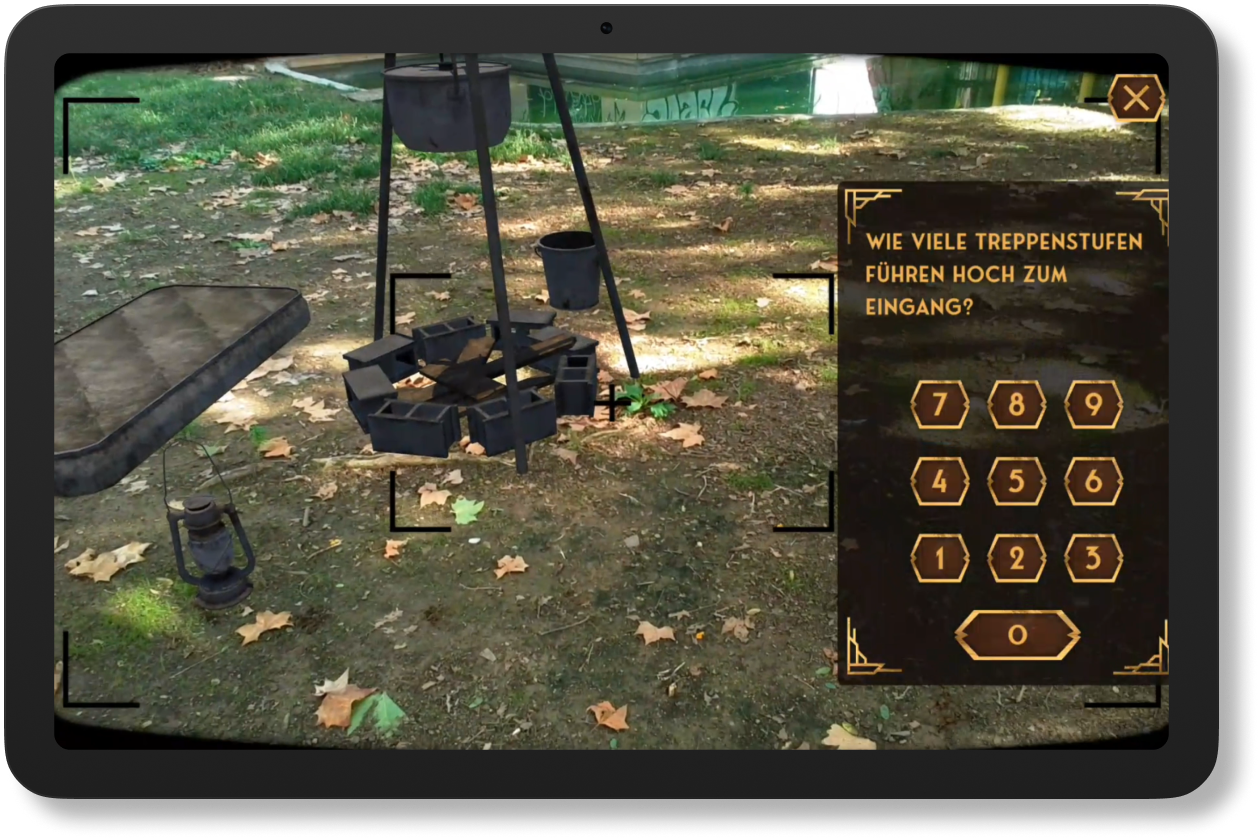 WIE VIELE TREPPENSTUFEN
FÜHREN HOCH ZUM
EINGANG?
7 8 9
4 5 6
1 2 3
0